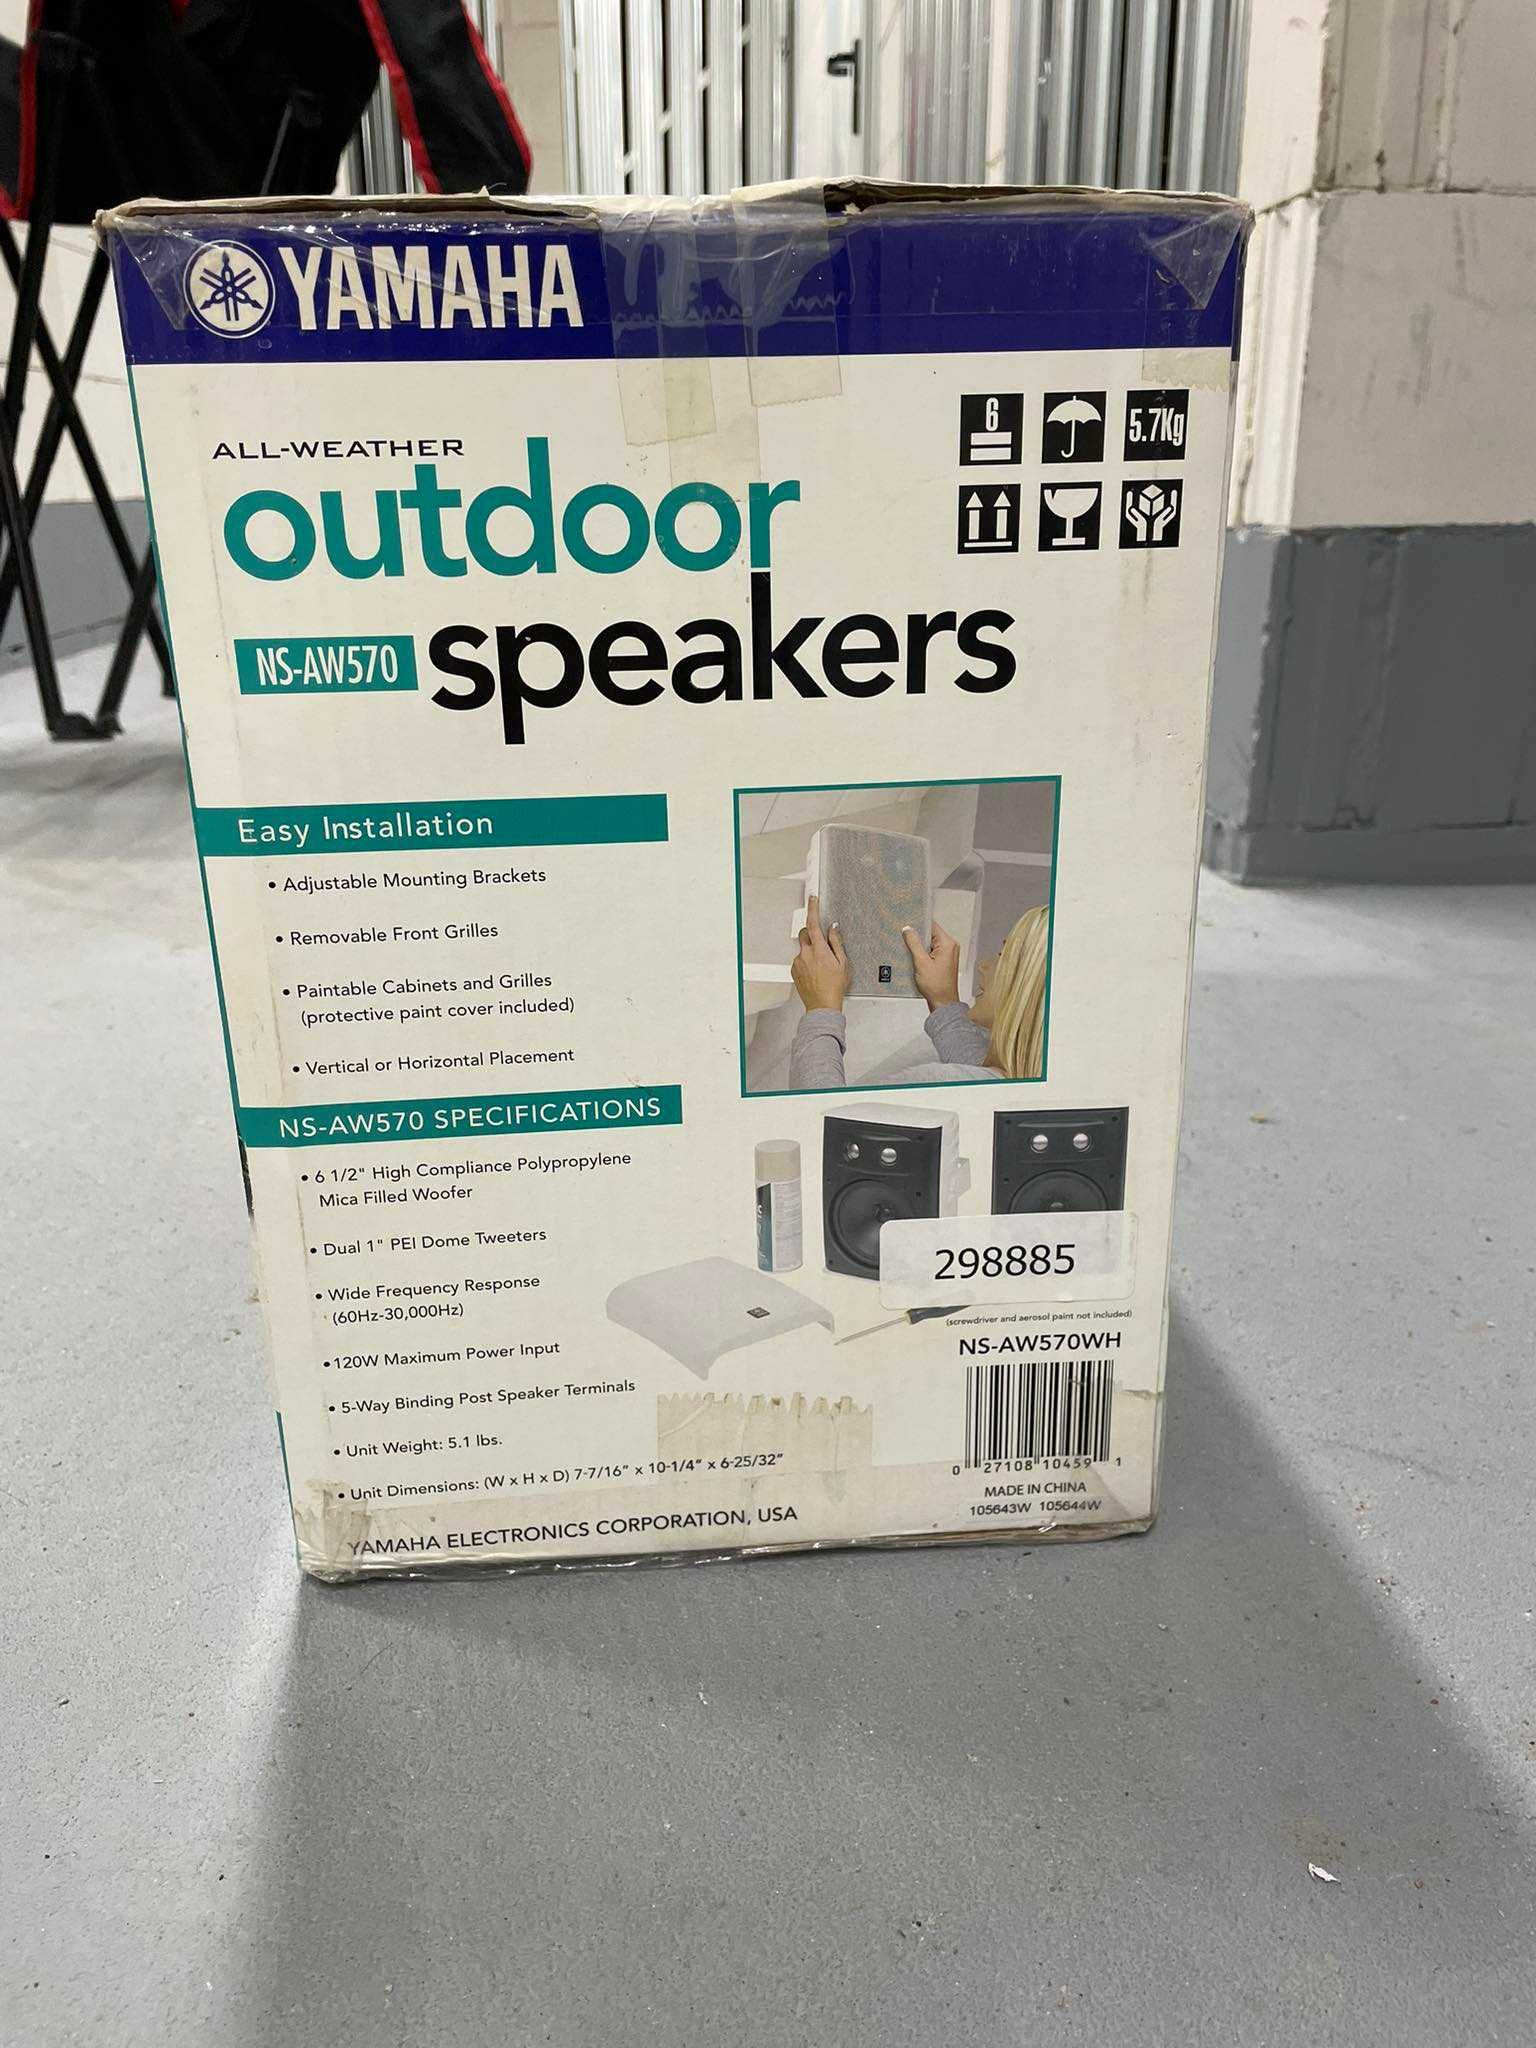 YAMAHA
ALL-WEATHER
outdoor
NS-AW570 speakers
6
5.7Kg
Easy Installation
• Adjustable Mounting Brackets
• Removable Front Grilles
• Paintable Cabinets and Grilles
(protective paint cover included)
• Vertical or Horizontal Placement
NS-AW570 SPECIFICATIONS
• 6 1/2" High Compliance Polypropylene
Mica Filled Woofer
• Dual 1" PEI Dome Tweeters
• Wide Frequency Response
(60Hz-30,000Hz)
• 120W Maximum Power Input
• 5-Way Binding Post Speaker Terminals
• Unit Weight: 5.1 lbs.
• Unit Dimensions: (W x H x D) 7-7/16" x 10-1/4" x 6-25/32"
YAMAHA ELECTRONICS CORPORATION, USA
298885
(screwdriver and aerosol paint not included)
NS-AW570WH
0 27108 10459 1
MADE IN CHINA
105643W 105644W